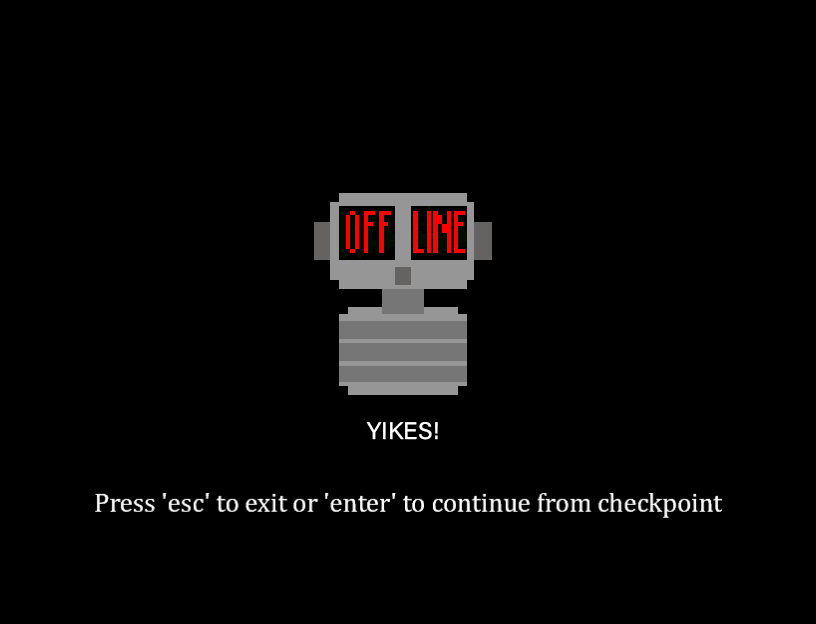 OFF LINE
YIKES!
Press 'esc' to exit or 'enter' to continue from checkpoint